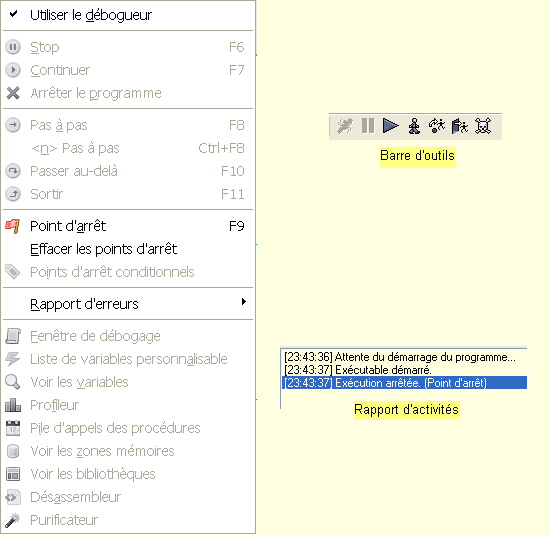 Utiliser le débogueur
Stop F6
Continuer F7
Arrêter le programme
Pas à pas F8
<n> Pas à pas Ctrl+F8
Passer au-delà F10
Sortir F11
Point d'arrêt F9
Effacer les points d'arrêt
Points d'arrêt conditionnels
Rapport d'erreurs
Fenêtre de débogage
Liste de variables personnalisable
Voir les variables
Profileur
Pile d'appels des procédures
Voir les zones mémoires
Voir les bibliothèques
Désassembleur
Purificateur
Barre d'outils
[23:43:36] Attente du démarrage du programme...
[23:43:37] Exécutable démarré.
[23:43:37] Exécution arrêtée. (Point d'arrêt)
Rapport d'activités